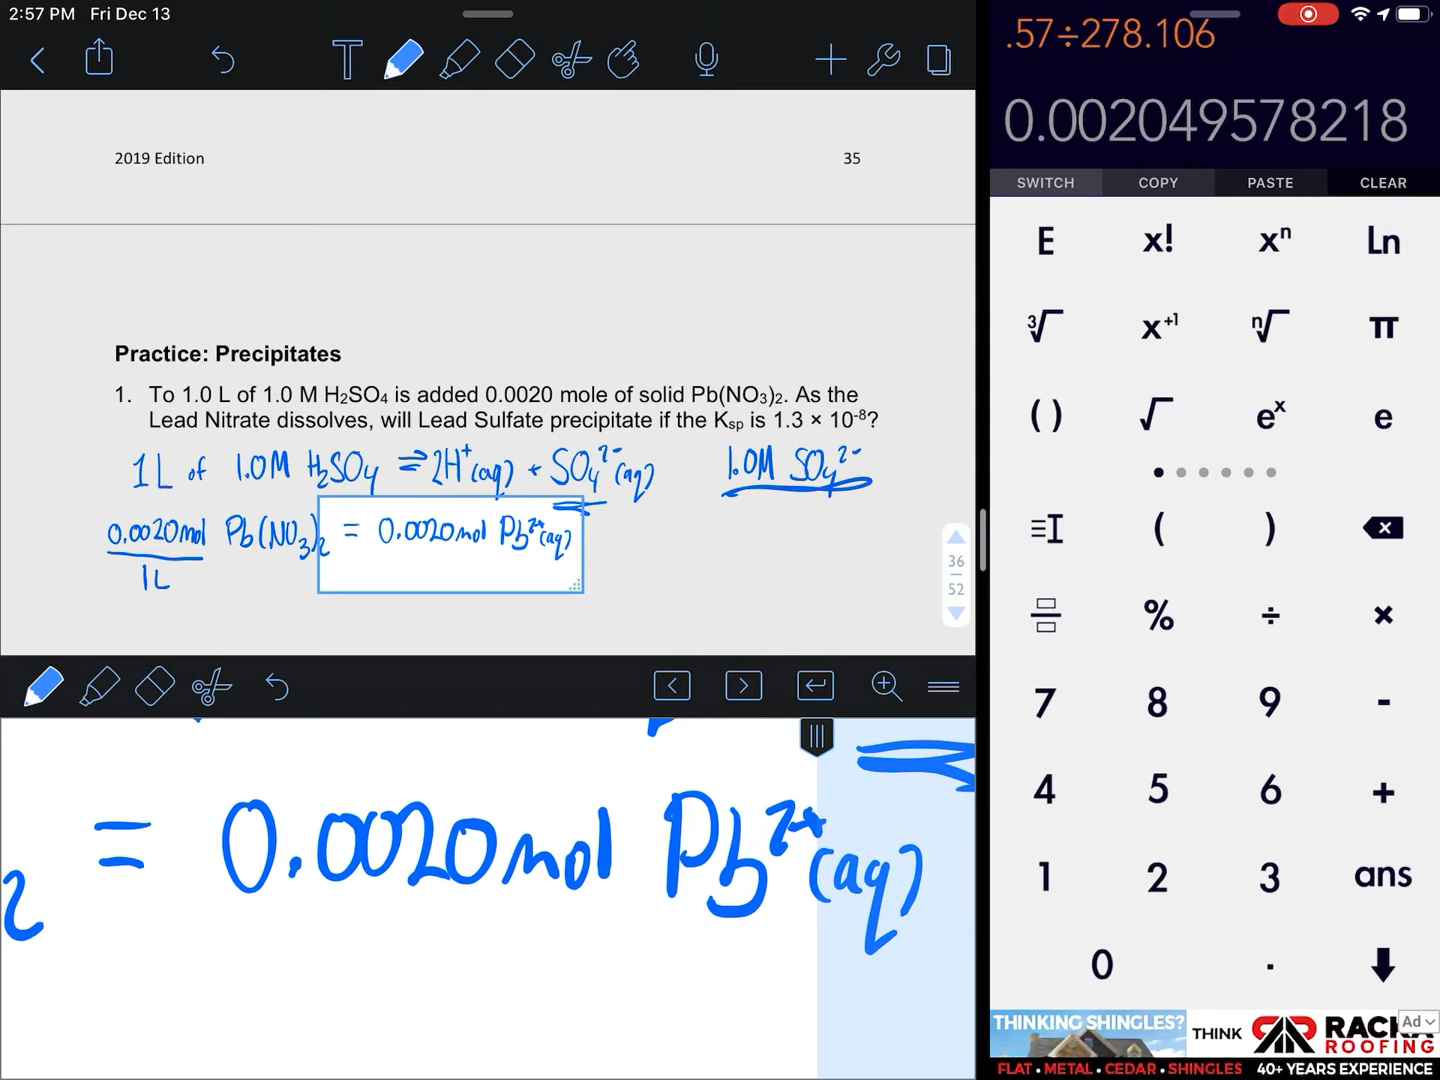 2:57 PM Fri Dec 13
T
2019 Edition 35
Practice: Precipitates
1. To 1.0 L of 1.0 M H₂SO₄ is added 0.0020 mole of solid Pb(NO₃)₂. As the
Lead Nitrate dissolves, will Lead Sulfate precipitate if the Kₛₚ is 1.3 × 10⁻⁸?
1L of 1.0M H₂SO₄ ⇌ 2H⁺(aq) + SO₄²⁻(aq) 1.0M SO₄²⁻
0.0020mol Pb(NO₃)₂ = 0.0020mol Pb²⁺(aq)
1L
36
52
2 = 0.0020mol Pb²⁺(aq)
.57÷278.106
0.002049578218
SWITCH COPY PASTE CLEAR
E x! xⁿ Ln
³√ x⁺¹ ⁿ√ π
( ) √ eˣ e
( )
% ÷ ×
7 8 9 -
4 5 6 +
1 2 3 ans
0 .
THINKING SHINGLES? THINK RACKA Ad
ROOFING
FLAT • METAL • CEDAR • SHINGLES 40+ YEARS EXPERIENCE